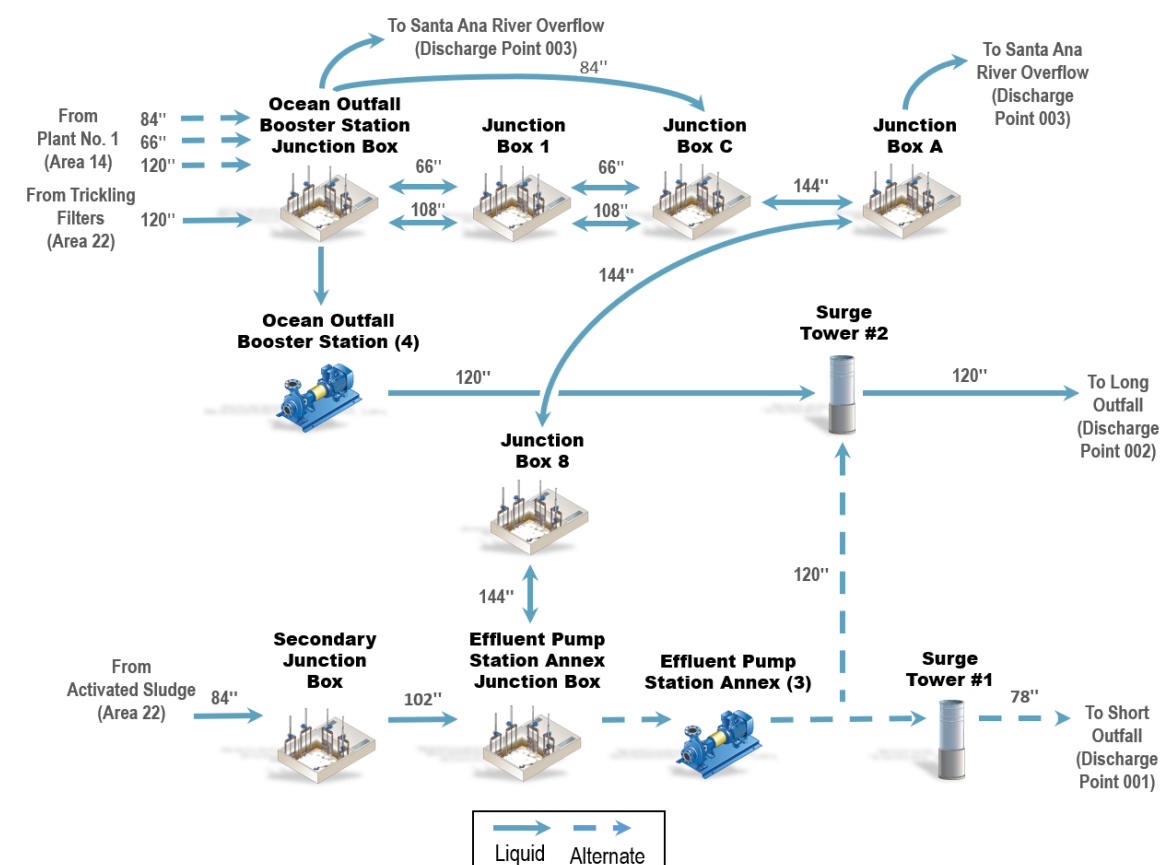 To Santa Ana River Overflow
(Discharge Point 003)
84"
To Santa Ana
River Overflow
(Discharge
Point 003)
From
Plant No. 1
(Area 14)
84"
66"
120"
Ocean Outfall
Booster Station
Junction Box
Junction
Box 1
Junction
Box C
Junction
Box A
66"
108"
66"
108"
144"
From Trickling
Filters
(Area 22)
120"
144"
Ocean Outfall
Booster Station (4)
Surge
Tower #2
120"
120"
To Long
Outfall
(Discharge
Point 002)
Junction
Box 8
144"
120"
From
Activated Sludge
(Area 22)
84"
Secondary
Junction
Box
102"
Effluent Pump
Station Annex
Junction Box
Effluent Pump
Station Annex (3)
Surge
Tower #1
78"
To Short
Outfall
(Discharge
Point 001)
Liquid
Alternate